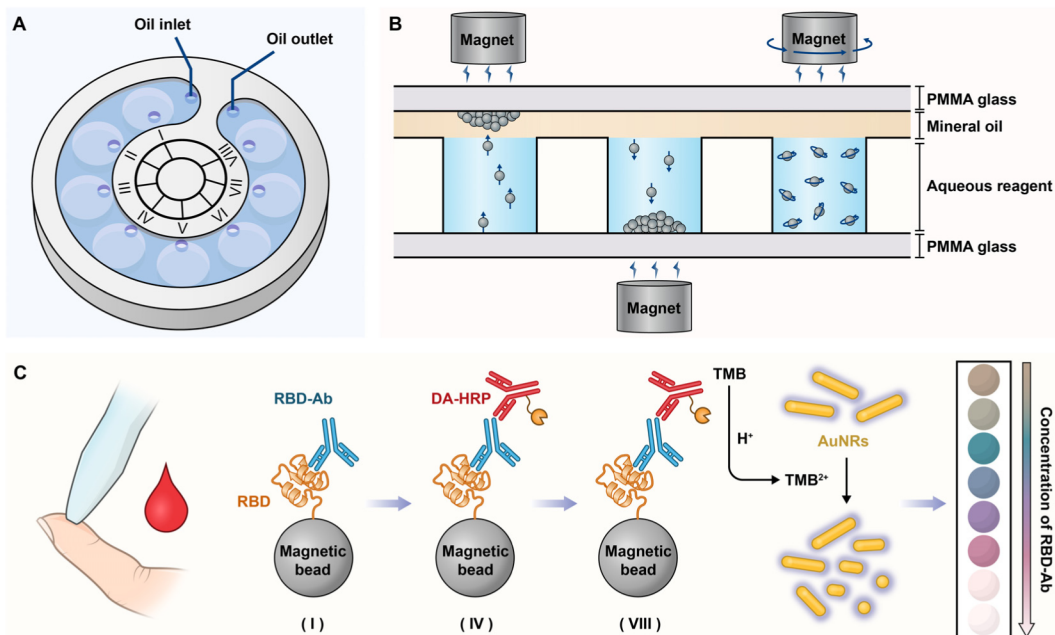 A
Oil inlet
Oil outlet
I
II
III
IV
V
VI
VII
VIII
B
Magnet
Magnet
PMMA glass
Mineral oil
Aqueous reagent
PMMA glass
Magnet
C
RBD-Ab
RBD
Magnetic
bead
( I )
DA-HRP
Magnetic
bead
( IV )
Magnetic
bead
( VIII )
TMB
H⁺
TMB²⁺
AuNRs
Concentration of RBD-Ab